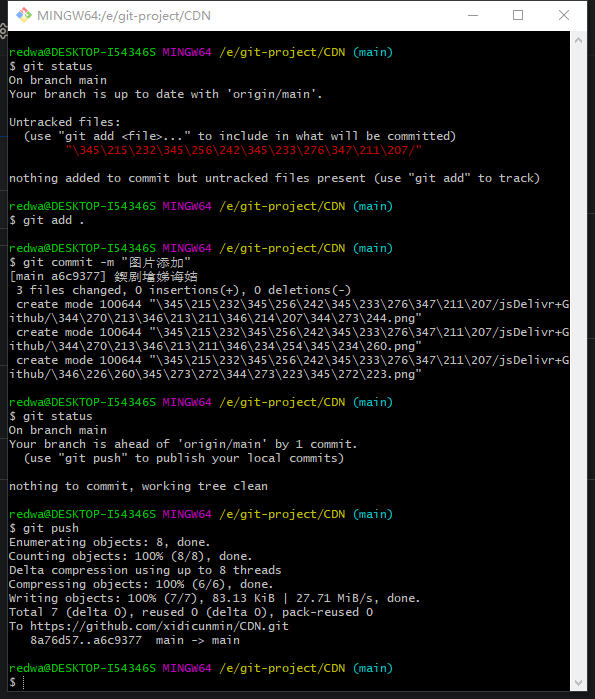 MINGW64:/e/git-project/CDN
redwa@DESKTOP-I54346S MINGW64 /e/git-project/CDN (main)
$ git status
On branch main
Your branch is up to date with 'origin/main'.
Untracked files:
(use "git add <file>..." to include in what will be committed)
"\345\215\232\345\256\242\345\233\276\347\211\207/"
nothing added to commit but untracked files present (use "git add" to track)
redwa@DESKTOP-I54346S MINGW64 /e/git-project/CDN (main)
$ git add .
redwa@DESKTOP-I54346S MINGW64 /e/git-project/CDN (main)
$ git commit -m "图片添加"
[main a6c9377]
3 files changed, 0 insertions(+), 0 deletions(-)
create mode 100644 "\345\215\232\345\256\242\345\233\276\347\211\207/jsDelivr+G
ithub/\344\270\213\346\213\211\346\214\207\344\273\244.png"
create mode 100644 "\345\215\232\345\256\242\345\233\276\347\211\207/jsDelivr+G
ithub/\344\270\213\346\213\211\346\234\254\345\234\260.png"
create mode 100644 "\345\215\232\345\256\242\345\233\276\347\211\207/jsDelivr+G
ithub/\346\226\260\345\273\272\344\273\223\345\272\223.png"
redwa@DESKTOP-I54346S MINGW64 /e/git-project/CDN (main)
$ git status
On branch main
Your branch is ahead of 'origin/main' by 1 commit.
(use "git push" to publish your local commits)
nothing to commit, working tree clean
redwa@DESKTOP-I54346S MINGW64 /e/git-project/CDN (main)
$ git push
Enumerating objects: 8, done.
Counting objects: 100% (8/8), done.
Delta compression using up to 8 threads
Compressing objects: 100% (6/6), done.
Writing objects: 100% (7/7), 83.13 KiB | 27.71 MiB/s, done.
Total 7 (delta 0), reused 0 (delta 0), pack-reused 0
To https://github.com/xidicunmin/CDN.git
8a76d57..a6c9377  main -> main
redwa@DESKTOP-I54346S MINGW64 /e/git-project/CDN (main)
$